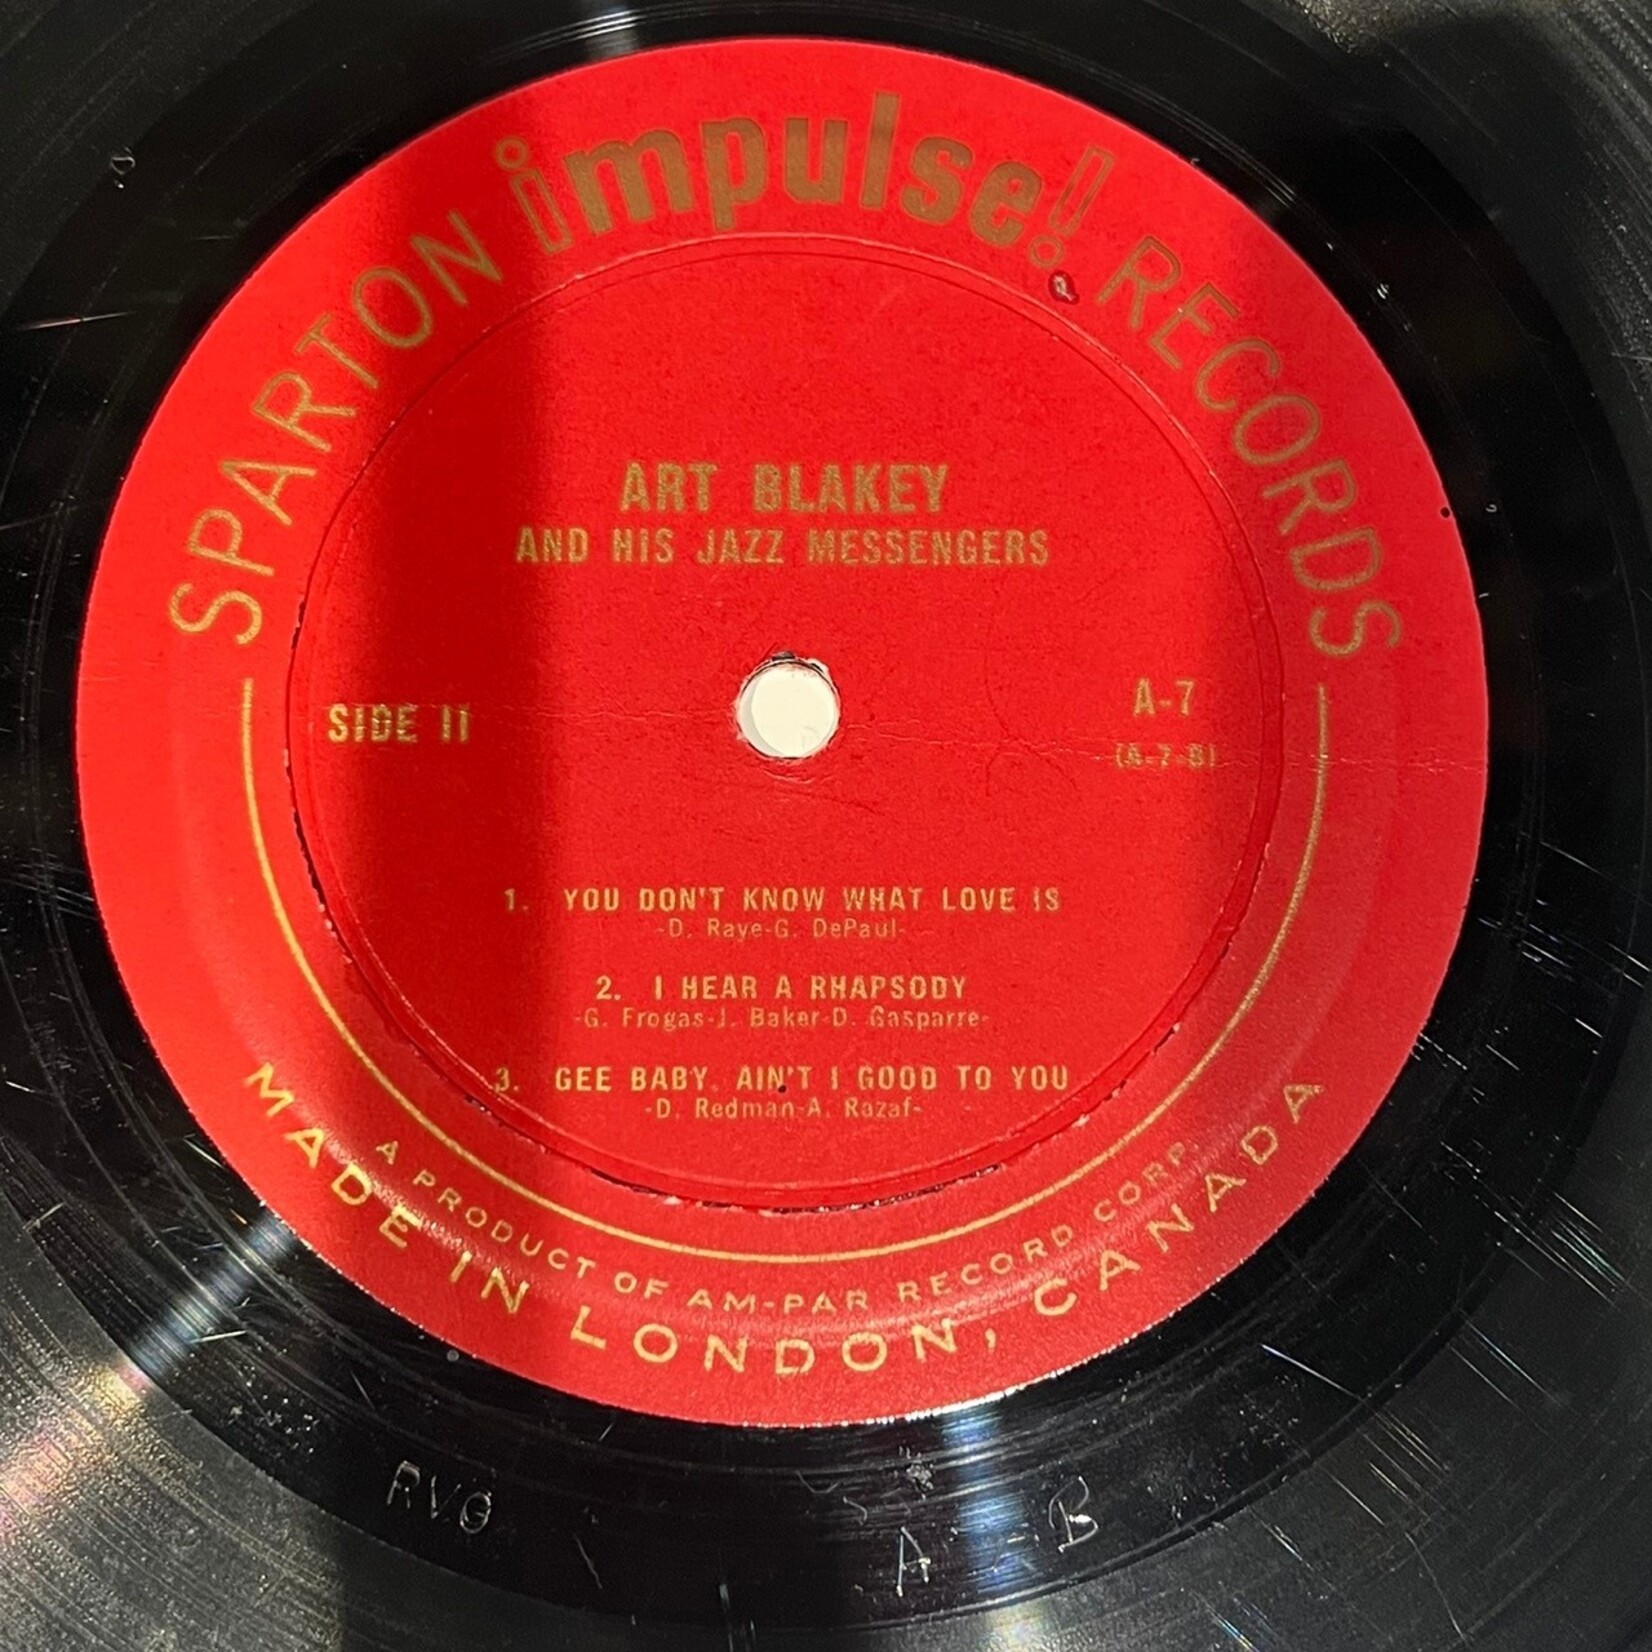 SPARTON impulse! RECORDS
ART BLAKEY
AND HIS JAZZ MESSENGERS
SIDE II
A-7
(A-7-B)
1. YOU DON'T KNOW WHAT LOVE IS
-D. Raye-G. DePaul-
2. I HEAR A RHAPSODY
-G. Frogas-J. Baker-D. Gasparre-
3. GEE BABY, AIN'T I GOOD TO YOU
-D. Redman-A. Razaf-
A PRODUCT OF AM-PAR RECORD CORP.
MADE IN LONDON, CANADA
RVG
A - B